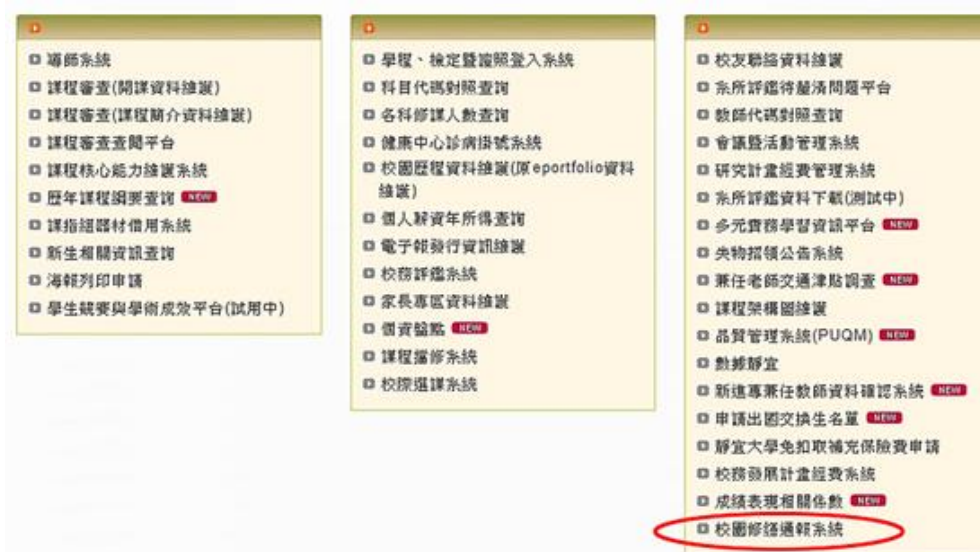 導師系統
課程審查(開課資料維護)
課程審查(課程簡介資料維護)
課程審查查閱平台
課程核心能力維護系統
歷年課程綱要查詢 NEW
課指組器材借用系統
新生相關資訊查詢
海報列印申請
學生競賽與學術成效平台(試用中)
學程、檢定暨證照登入系統
科目代碼對照查詢
各科修課人數查詢
健康中心診病掛號系統
校園歷程資料維護(原eportfolio資料
維護)
個人薪資年所得查詢
電子報發行資訊維護
校務評鑑系統
家長專區資料維護
個資盤點 NEW
課程擋修系統
校際選課系統
校友聯絡資料維護
系所評鑑待釐清問題平台
教師代碼對照查詢
會議暨活動管理系統
研究計畫經費管理系統
系所評鑑資料下載(測試中)
多元實務學習資訊平台 NEW
失物招領公告系統
兼任老師交通津貼調查 NEW
課程架構圖維護
品質管理系統(PUQM) NEW
數據靜宜
新進專兼任教師資料確認系統 NEW
申請出國交換生名單 NEW
靜宜大學免扣取補充保險費申請
校務發展計畫經費系統
成績表現相關係數 NEW
校園修繕通報系統